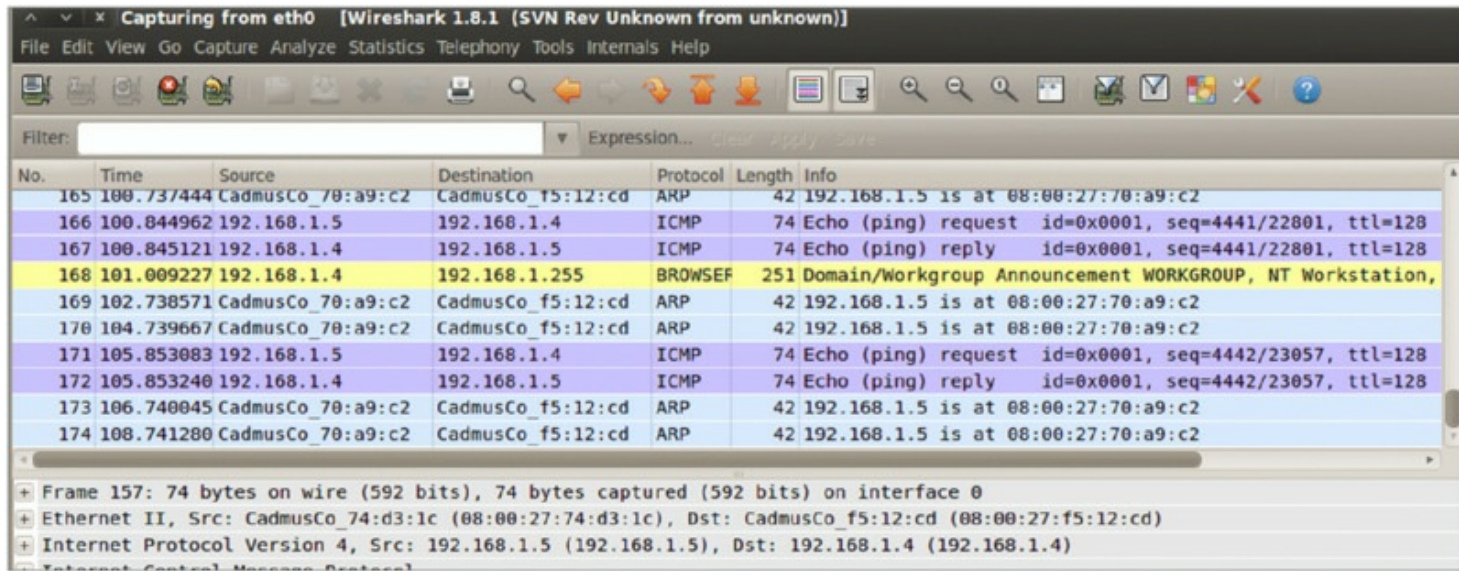 Capturing from eth0 [Wireshark 1.8.1 (SVN Rev Unknown from unknown)]
File Edit View Go Capture Analyze Statistics Telephony Tools Internals Help
Filter: Expression... Clear Apply Save
No. Time Source Destination Protocol Length Info
165 100.737444 CadmusCo_70:a9:c2 CadmusCo_f5:12:cd ARP 42 192.168.1.5 is at 08:00:27:70:a9:c2
166 100.844962 192.168.1.5 192.168.1.4 ICMP 74 Echo (ping) request id=0x0001, seq=4441/22801, ttl=128
167 100.845121 192.168.1.4 192.168.1.5 ICMP 74 Echo (ping) reply id=0x0001, seq=4441/22801, ttl=128
168 101.009227 192.168.1.4 192.168.1.255 BROWSER 251 Domain/Workgroup Announcement WORKGROUP, NT Workstation,
169 102.738571 CadmusCo_70:a9:c2 CadmusCo_f5:12:cd ARP 42 192.168.1.5 is at 08:00:27:70:a9:c2
170 104.739667 CadmusCo_70:a9:c2 CadmusCo_f5:12:cd ARP 42 192.168.1.5 is at 08:00:27:70:a9:c2
171 105.853083 192.168.1.5 192.168.1.4 ICMP 74 Echo (ping) request id=0x0001, seq=4442/23057, ttl=128
172 105.853240 192.168.1.4 192.168.1.5 ICMP 74 Echo (ping) reply id=0x0001, seq=4442/23057, ttl=128
173 106.740045 CadmusCo_70:a9:c2 CadmusCo_f5:12:cd ARP 42 192.168.1.5 is at 08:00:27:70:a9:c2
174 108.741280 CadmusCo_70:a9:c2 CadmusCo_f5:12:cd ARP 42 192.168.1.5 is at 08:00:27:70:a9:c2
Frame 157: 74 bytes on wire (592 bits), 74 bytes captured (592 bits) on interface 0
Ethernet II, Src: CadmusCo_74:d3:1c (08:00:27:74:d3:1c), Dst: CadmusCo_f5:12:cd (08:00:27:f5:12:cd)
Internet Protocol Version 4, Src: 192.168.1.5 (192.168.1.5), Dst: 192.168.1.4 (192.168.1.4)
Internet Control Message Protocol